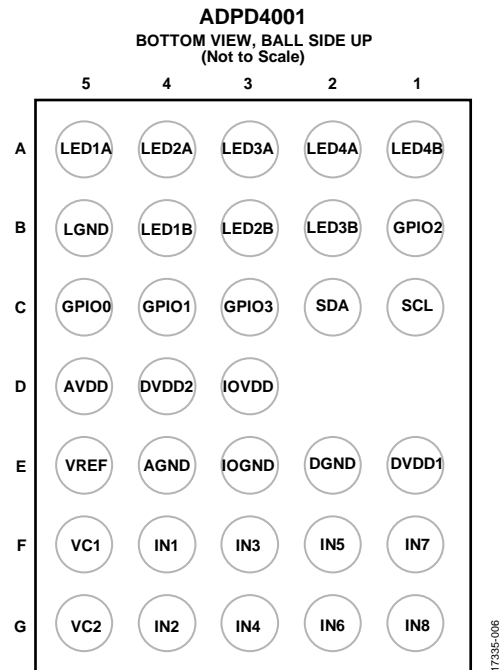 ADPD4001
BOTTOM VIEW, BALL SIDE UP
(Not to Scale)
5 4 3 2 1
A LED1A LED2A LED3A LED4A LED4B
B LGND LED1B LED2B LED3B GPIO2
C GPIO0 GPIO1 GPIO3 SDA SCL
D AVDD DVDD2 IOVDD
E VREF AGND IOGND DGND DVDD1
F VC1 IN1 IN3 IN5 IN7
G VC2 IN2 IN4 IN6 IN8
17335-006